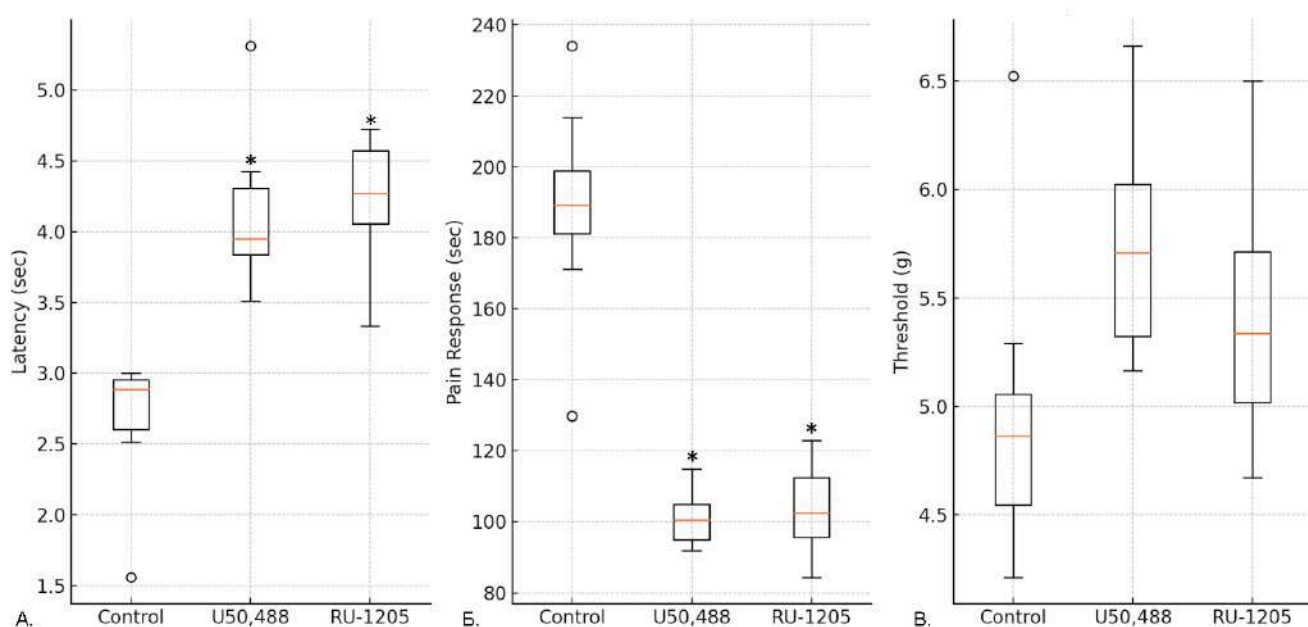 Latency (sec)
5.0
4.5
4.0
3.5
3.0
2.5
2.0
1.5
*
*
А.
Control
U50,488
RU-1205
Pain Response (sec)
240
220
200
180
160
140
120
100
80
*
*
Б.
Control
U50,488
RU-1205
Threshold (g)
6.5
6.0
5.5
5.0
4.5
В.
Control
U50,488
RU-1205